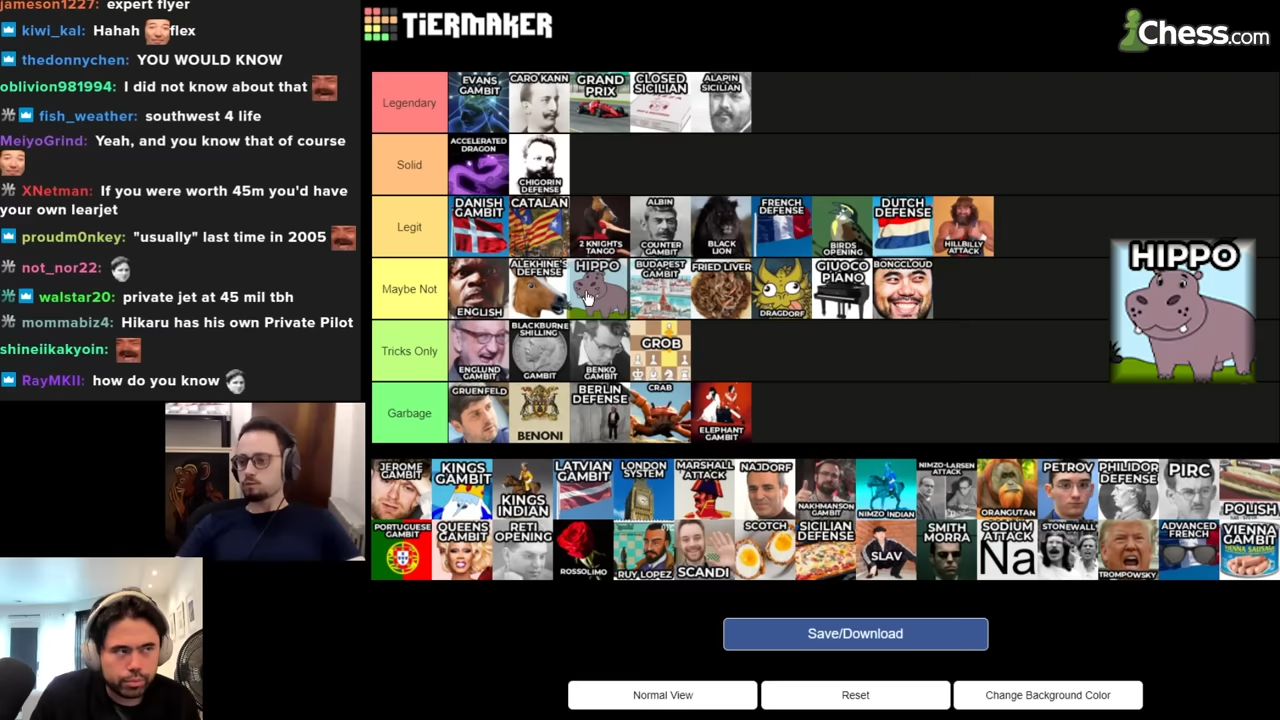 jameson1227: expert flyer
kiwi_kal: Hahah flex
thedonnychen: YOU WOULD KNOW
oblivion981994: I did not know about that
光 fish_weather: southwest 4 life
MeiyoGrind: Yeah, and you know that of course
光 XNetman: If you were worth 45m you'd have
your own learjet
proudm0nkey: "usually" last time in 2005
光 not_nor22:
光 walstar20: private jet at 45 mil tbh
光 mommabiz4: Hikaru has his own Private Pilot
shineiikakyoin:
RayMKII: how do you know
TiERMAKER
Chess.com
Legendary
EVANS GAMBIT
CARO KANN
GRAND PRIX
CLOSED SICILIAN
ALAPIN SICILIAN
Solid
ACCELERATED DRAGON
CHIGORIN DEFENSE
Legit
DANISH GAMBIT
CATALAN
2 KNIGHTS TANGO
ALBIN COUNTER GAMBIT
BLACK LION
FRENCH DEFENSE
BIRDS OPENING
DUTCH DEFENSE
HILLBILLY ATTACK
Maybe Not
ENGLISH
ALEKHINE'S DEFENSE
HIPPO
BUDAPEST GAMBIT
FRIED LIVER
DRAGDORF
GIUOCO PIANO
BONGCLOUD
Tricks Only
ENGLUND GAMBIT
BLACKBURNE SHILLING GAMBIT
BENKO GAMBIT
GROB
Garbage
GRUENFELD
BENONI
BERLIN DEFENSE
CRAB
ELEPHANT GAMBIT
HIPPO
JEROME GAMBIT
KINGS GAMBIT
KINGS INDIAN
LATVIAN GAMBIT
LONDON SYSTEM
MARSHALL ATTACK
NAJDORF
NAKHMANSON GAMBIT
NIMZO INDIAN
NIMZO-LARSEN ATTACK
ORANGUTAN
PETROV
PHILIDOR DEFENSE
PIRC
POLISH
PORTUGUESE GAMBIT
QUEENS GAMBIT
RETI OPENING
ROSSOLIMO
RUY LOPEZ
SCANDI
SCOTCH
SICILIAN DEFENSE
SLAV
SMITH MORRA
SODIUM ATTACK
Na
STONEWALL
TROMPOWSKY
ADVANCED FRENCH
VIENNA GAMBIT
VIENNA SAUSAGE
Save/Download
Normal View
Reset
Change Background Color